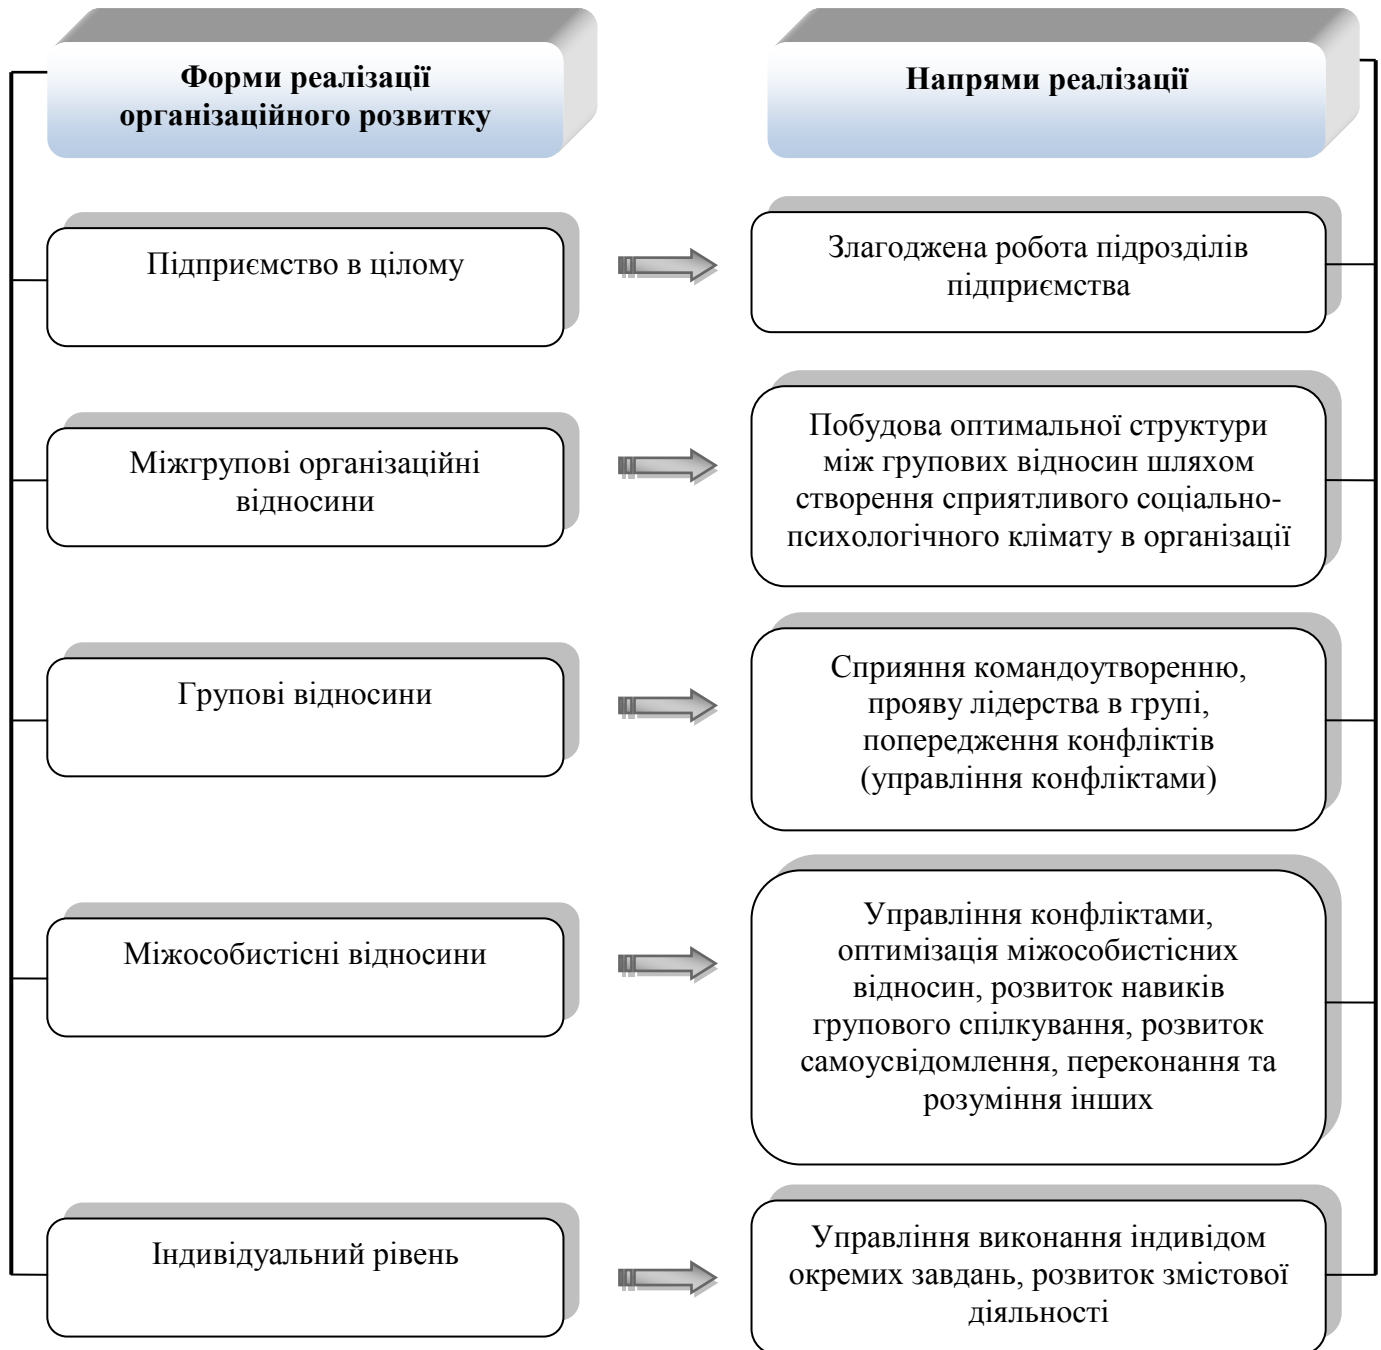 Форми реалізації
організаційного розвитку
Напрями реалізації
Підприємство в цілому
Злагоджена робота підрозділів
підприємства
Міжгрупові організаційні
відносини
Побудова оптимальної структури
між групових відносин шляхом
створення сприятливого соціально-
психологічного клімату в організації
Групові відносини
Сприяння командоутворенню,
прояву лідерства в групі,
попередження конфліктів
(управління конфліктами)
Міжособистісні відносини
Управління конфліктами,
оптимізація міжособистісних
відносин, розвиток навиків
групового спілкування, розвиток
самоусвідомлення, переконання та
розуміння інших
Індивідуальний рівень
Управління виконання індивідом
окремих завдань, розвиток змістової
діяльності